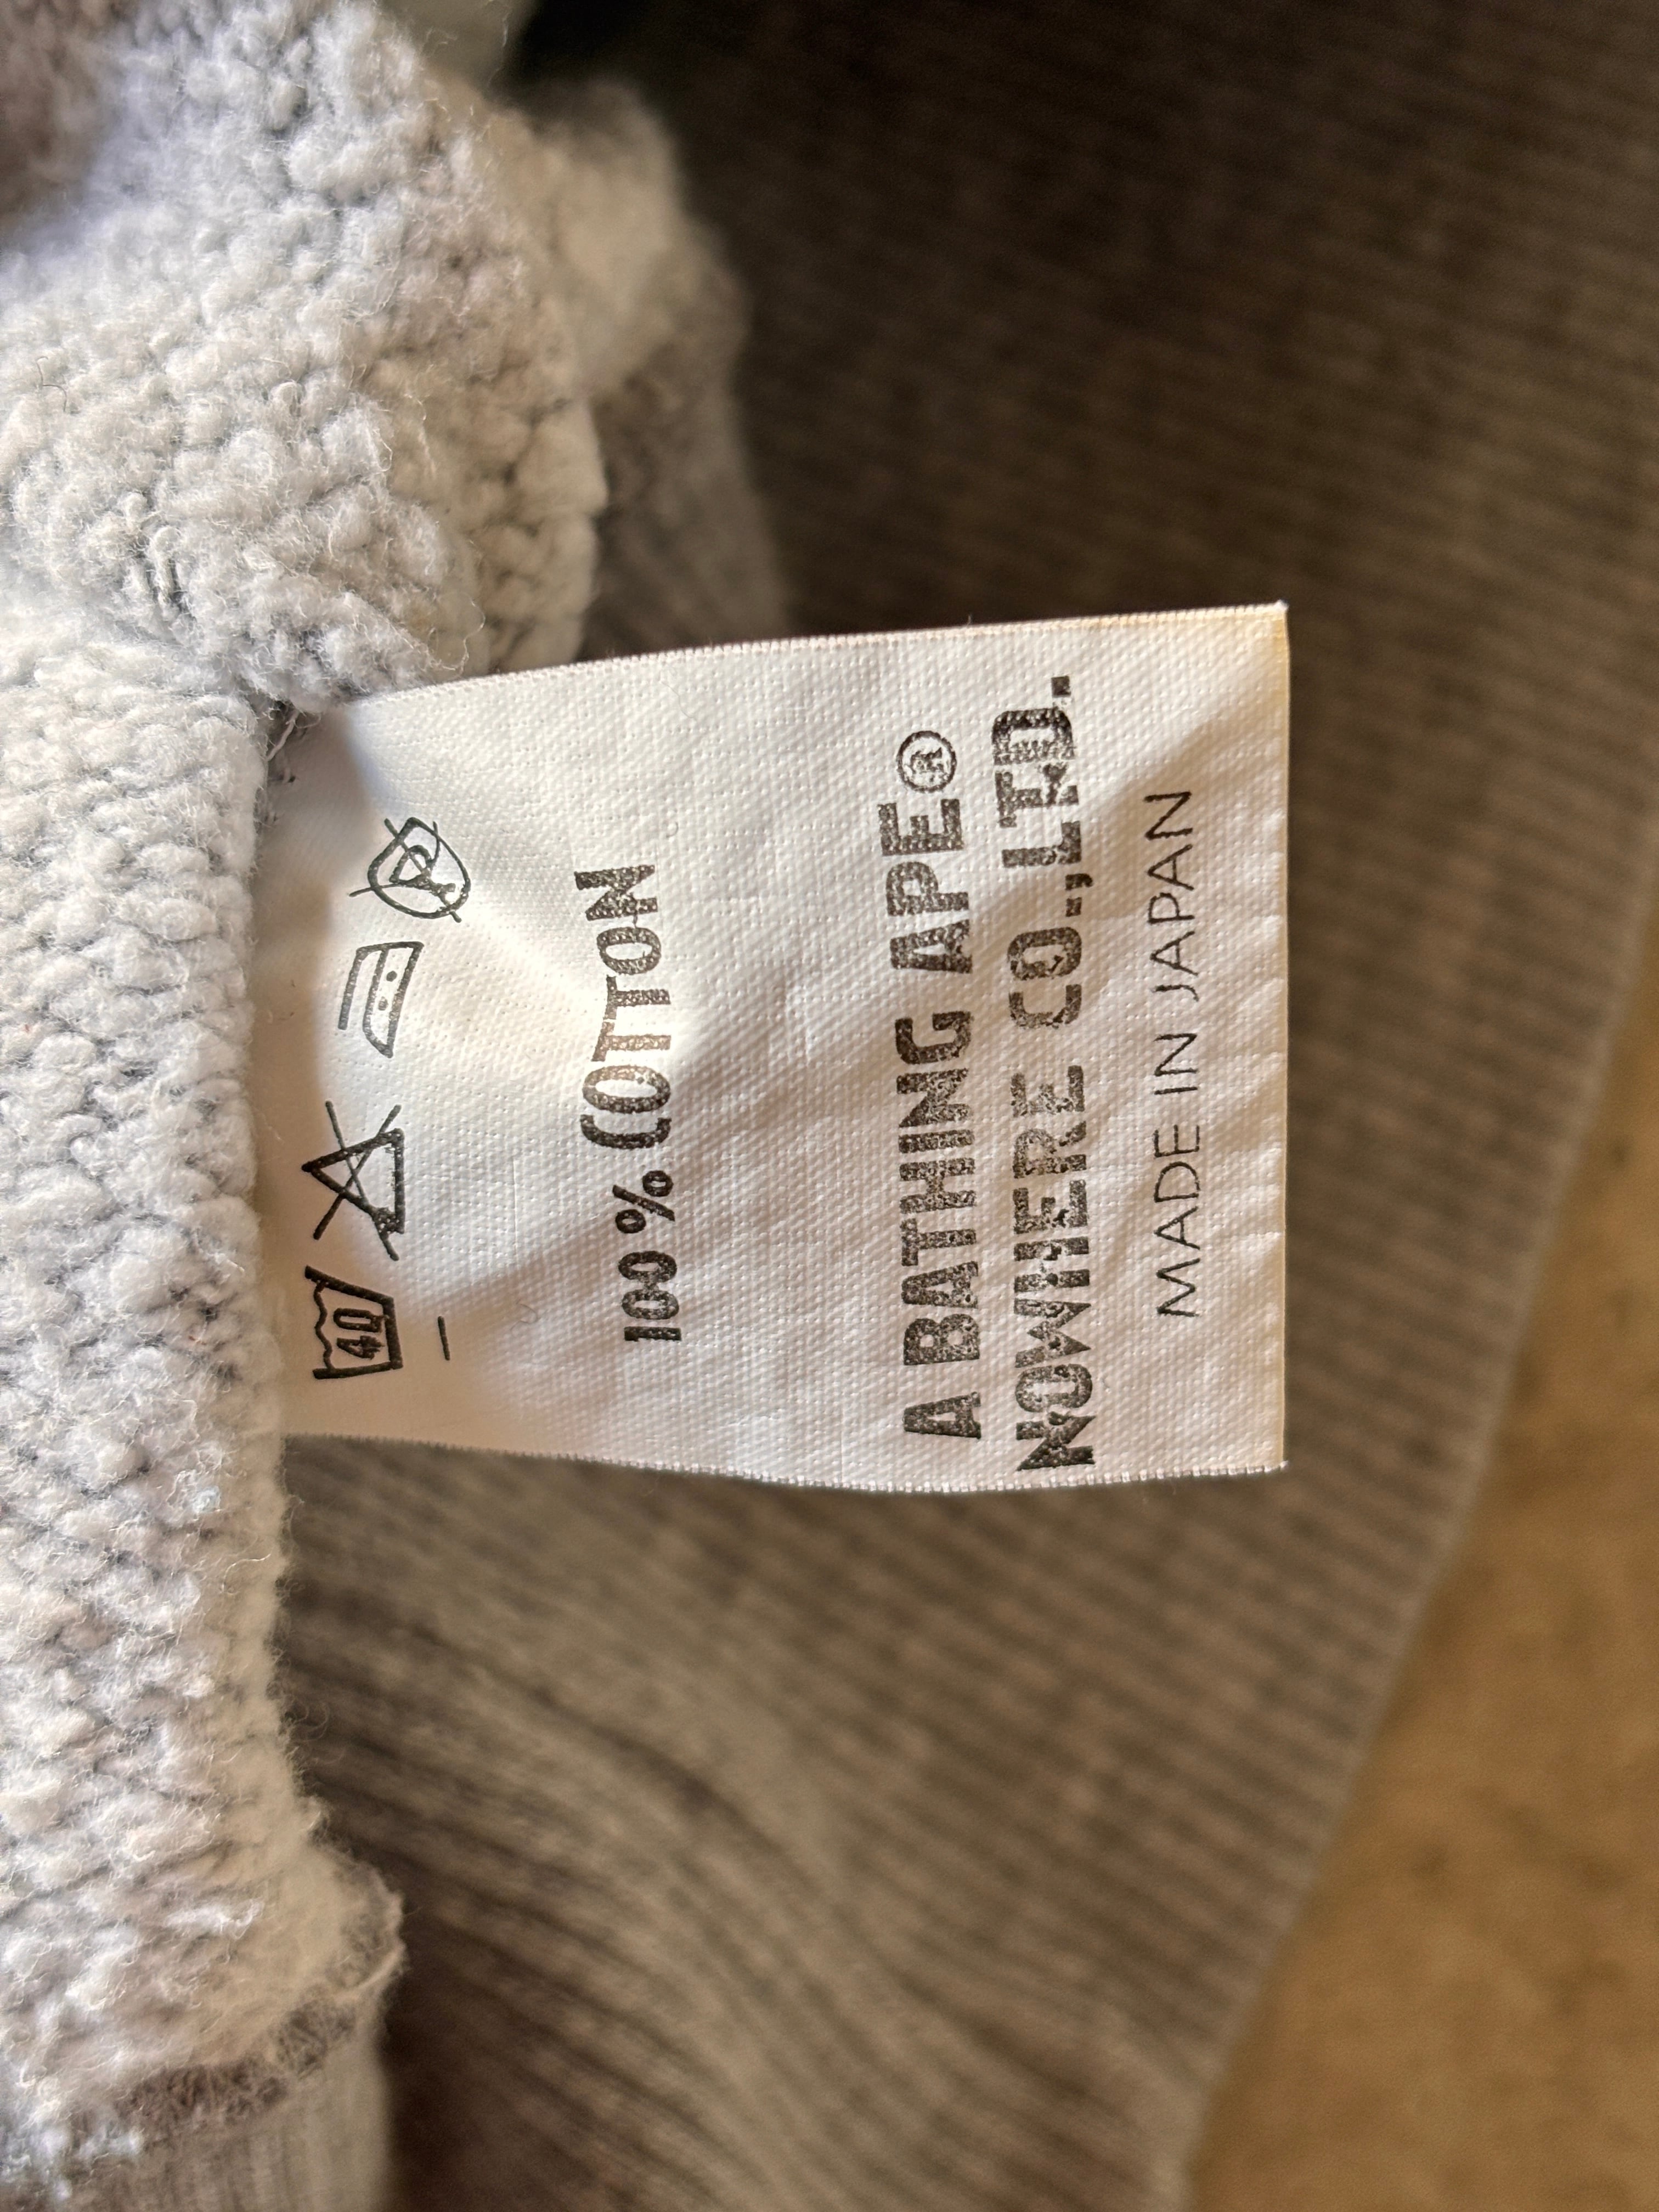 40
P
100% COTTON
A BATHING APE®
NOWHERE CO.,LTD.
MADE IN JAPAN